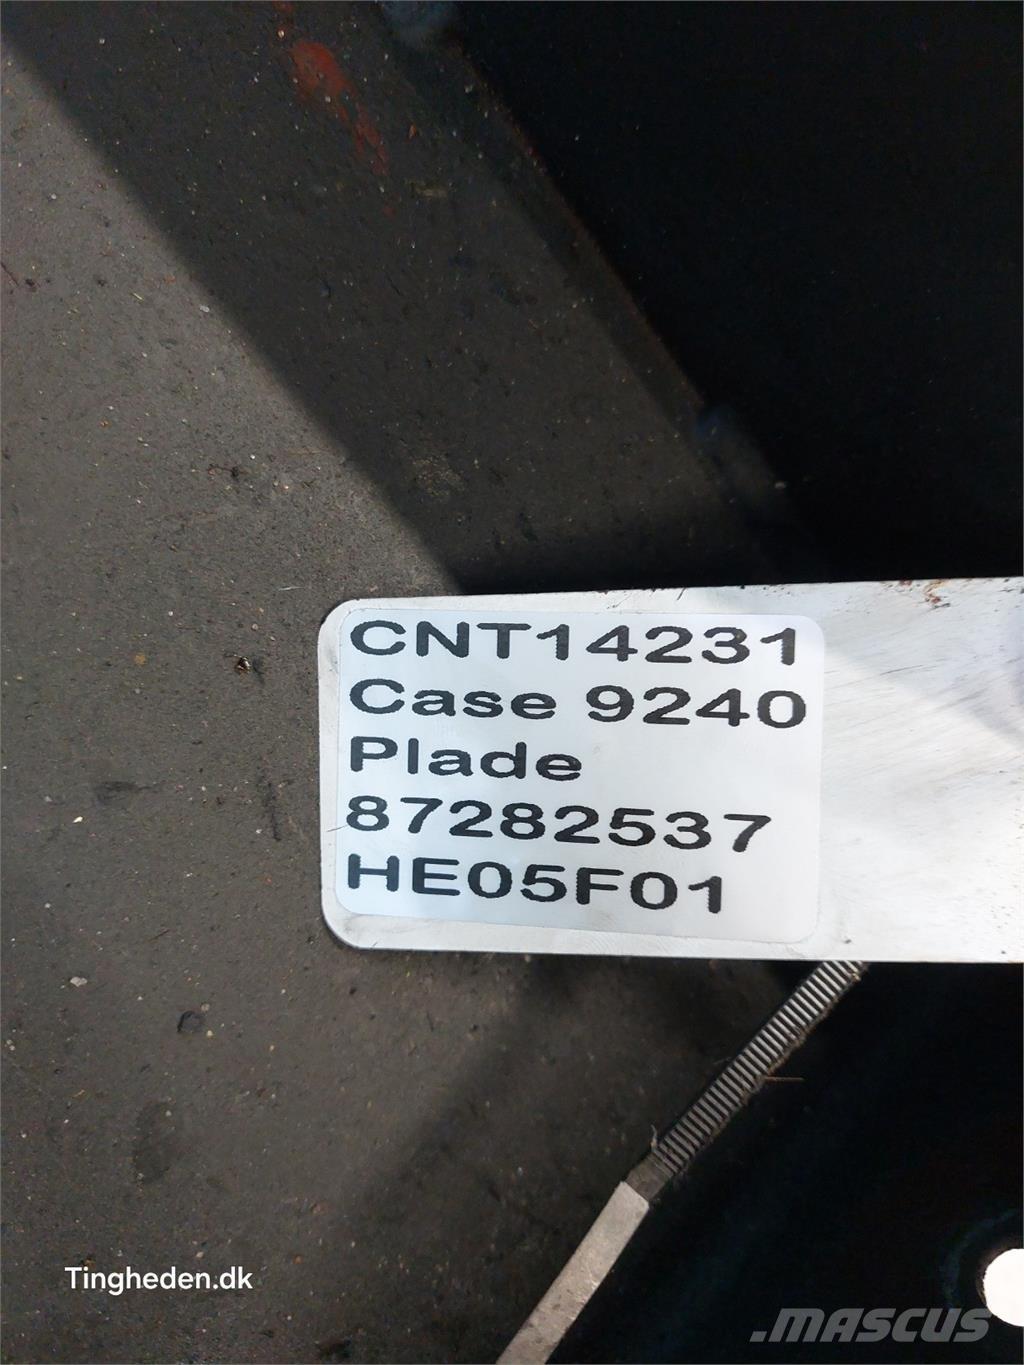 CNT14231
Case 9240
Plade
87282537
HE05F01
Tingheden.dk
.MASCUS